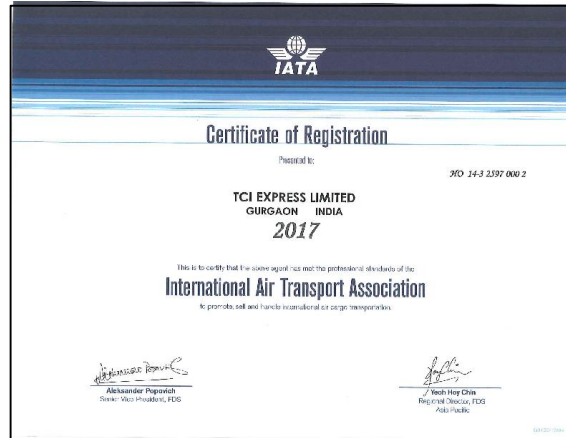 IATA
Certificate of Registration
Presented to:
HO 14-3 2597 000 2
TCI EXPRESS LIMITED
GURGAON INDIA
2017
This is to certify that the above agent has met the professional standards of the
International Air Transport Association
to promote, sell and handle international air cargo transportation.
Aleksander Popovich
Senior Vice President, FDS
Yeoh Hoy Chin
Regional Director, FDS
Asia Pacific